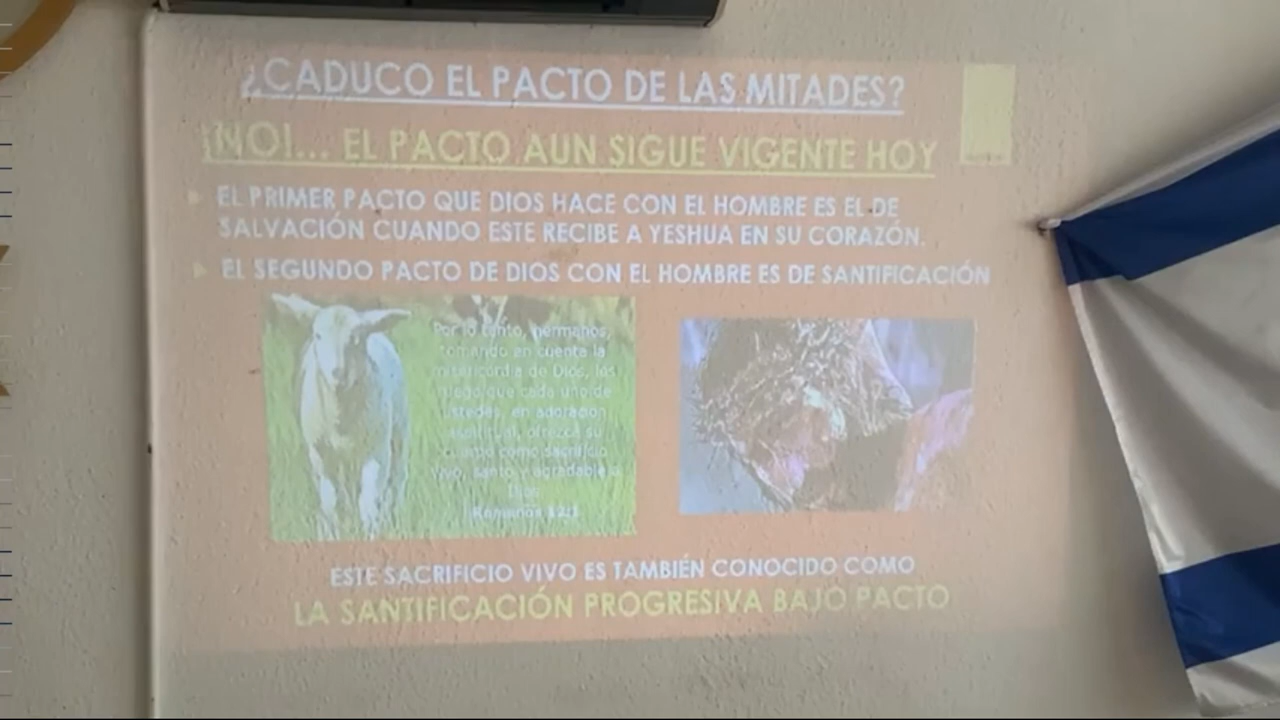 ¿CADUCO EL PACTO DE LAS MITADES?
¡NO!... EL PACTO AUN SIGUE VIGENTE HOY
EL PRIMER PACTO QUE DIOS HACE CON EL HOMBRE ES EL DE
SALVACIÓN CUANDO ESTE RECIBE A YESHUA EN SU CORAZÓN.
EL SEGUNDO PACTO DE DIOS CON EL HOMBRE ES DE SANTIFICACIÓN
Por lo tanto, hermanos,
tomando en cuenta la
misericordia de Dios, les
ruego que cada uno de
ustedes, en adoración
espiritual, ofrezca su
cuerpo como sacrificio
vivo, santo y agradable a
Dios
Romanos 12:1
ESTE SACRIFICIO VIVO ES TAMBIÉN CONOCIDO COMO
LA SANTIFICACIÓN PROGRESIVA BAJO PACTO